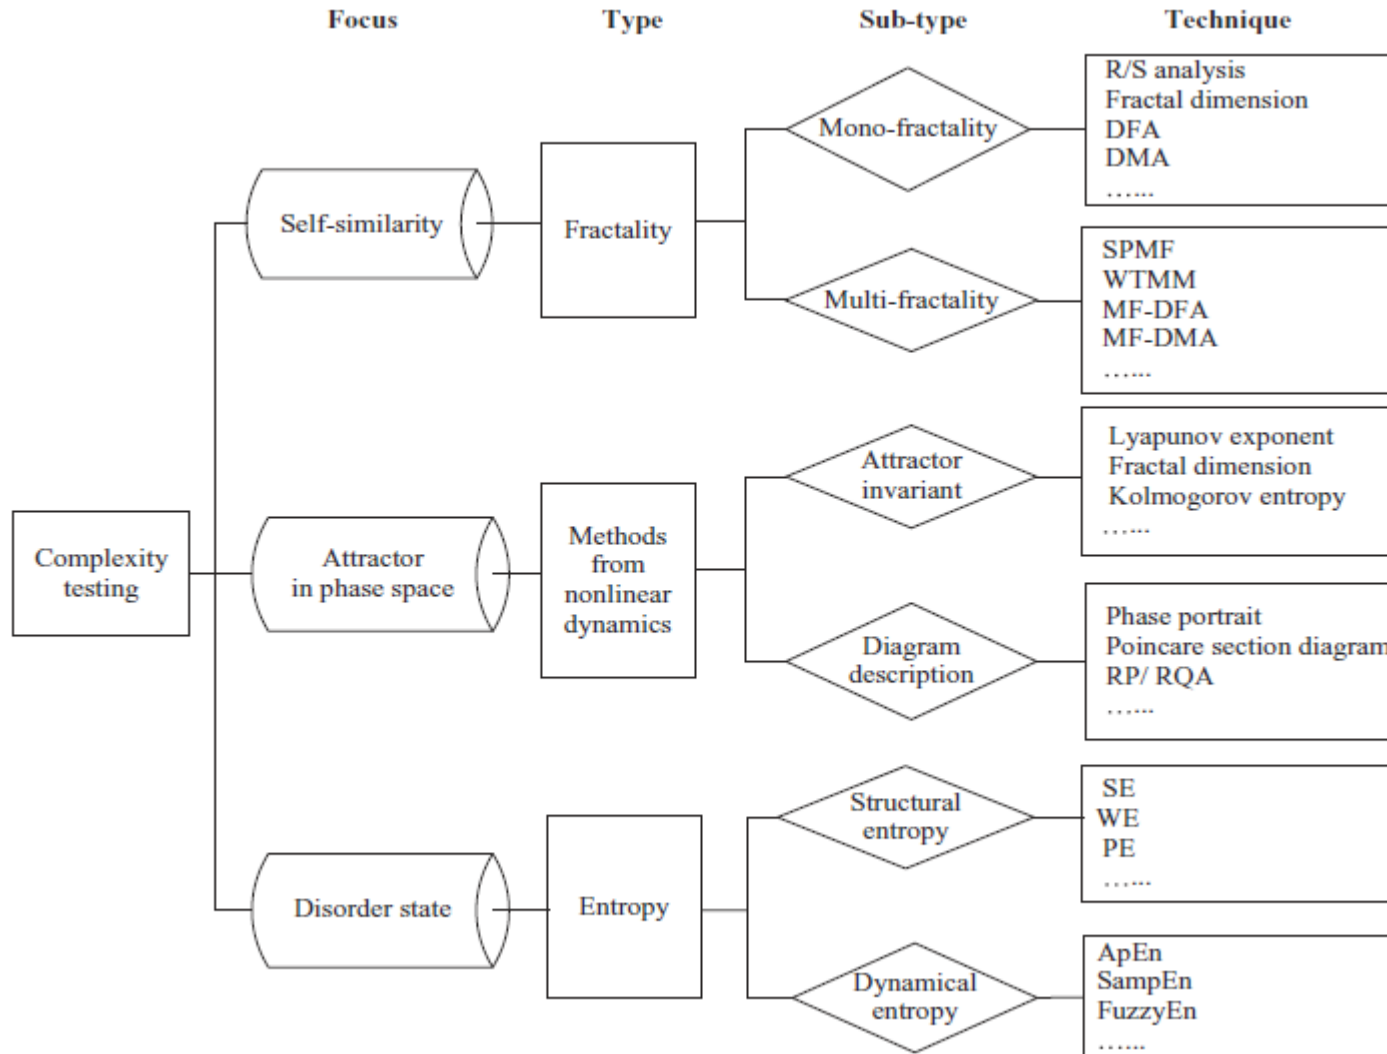 Focus Type Sub-type Technique
R/S analysis
Fractal dimension
DFA
DMA
…...
Mono-fractality
Self-similarity
Fractality
SPMF
WTMM
MF-DFA
MF-DMA
…...
Multi-fractality
Lyapunov exponent
Fractal dimension
Kolmogorov entropy
…...
Attractor
invariant
Complexity
testing
Attractor
in phase space
Methods
from
nonlinear
dynamics
Phase portrait
Poincare section diagram
RP/ RQA
…...
Diagram
description
SE
WE
PE
…...
Structural
entropy
Disorder state
Entropy
ApEn
SampEn
FuzzyEn
…...
Dynamical
entropy